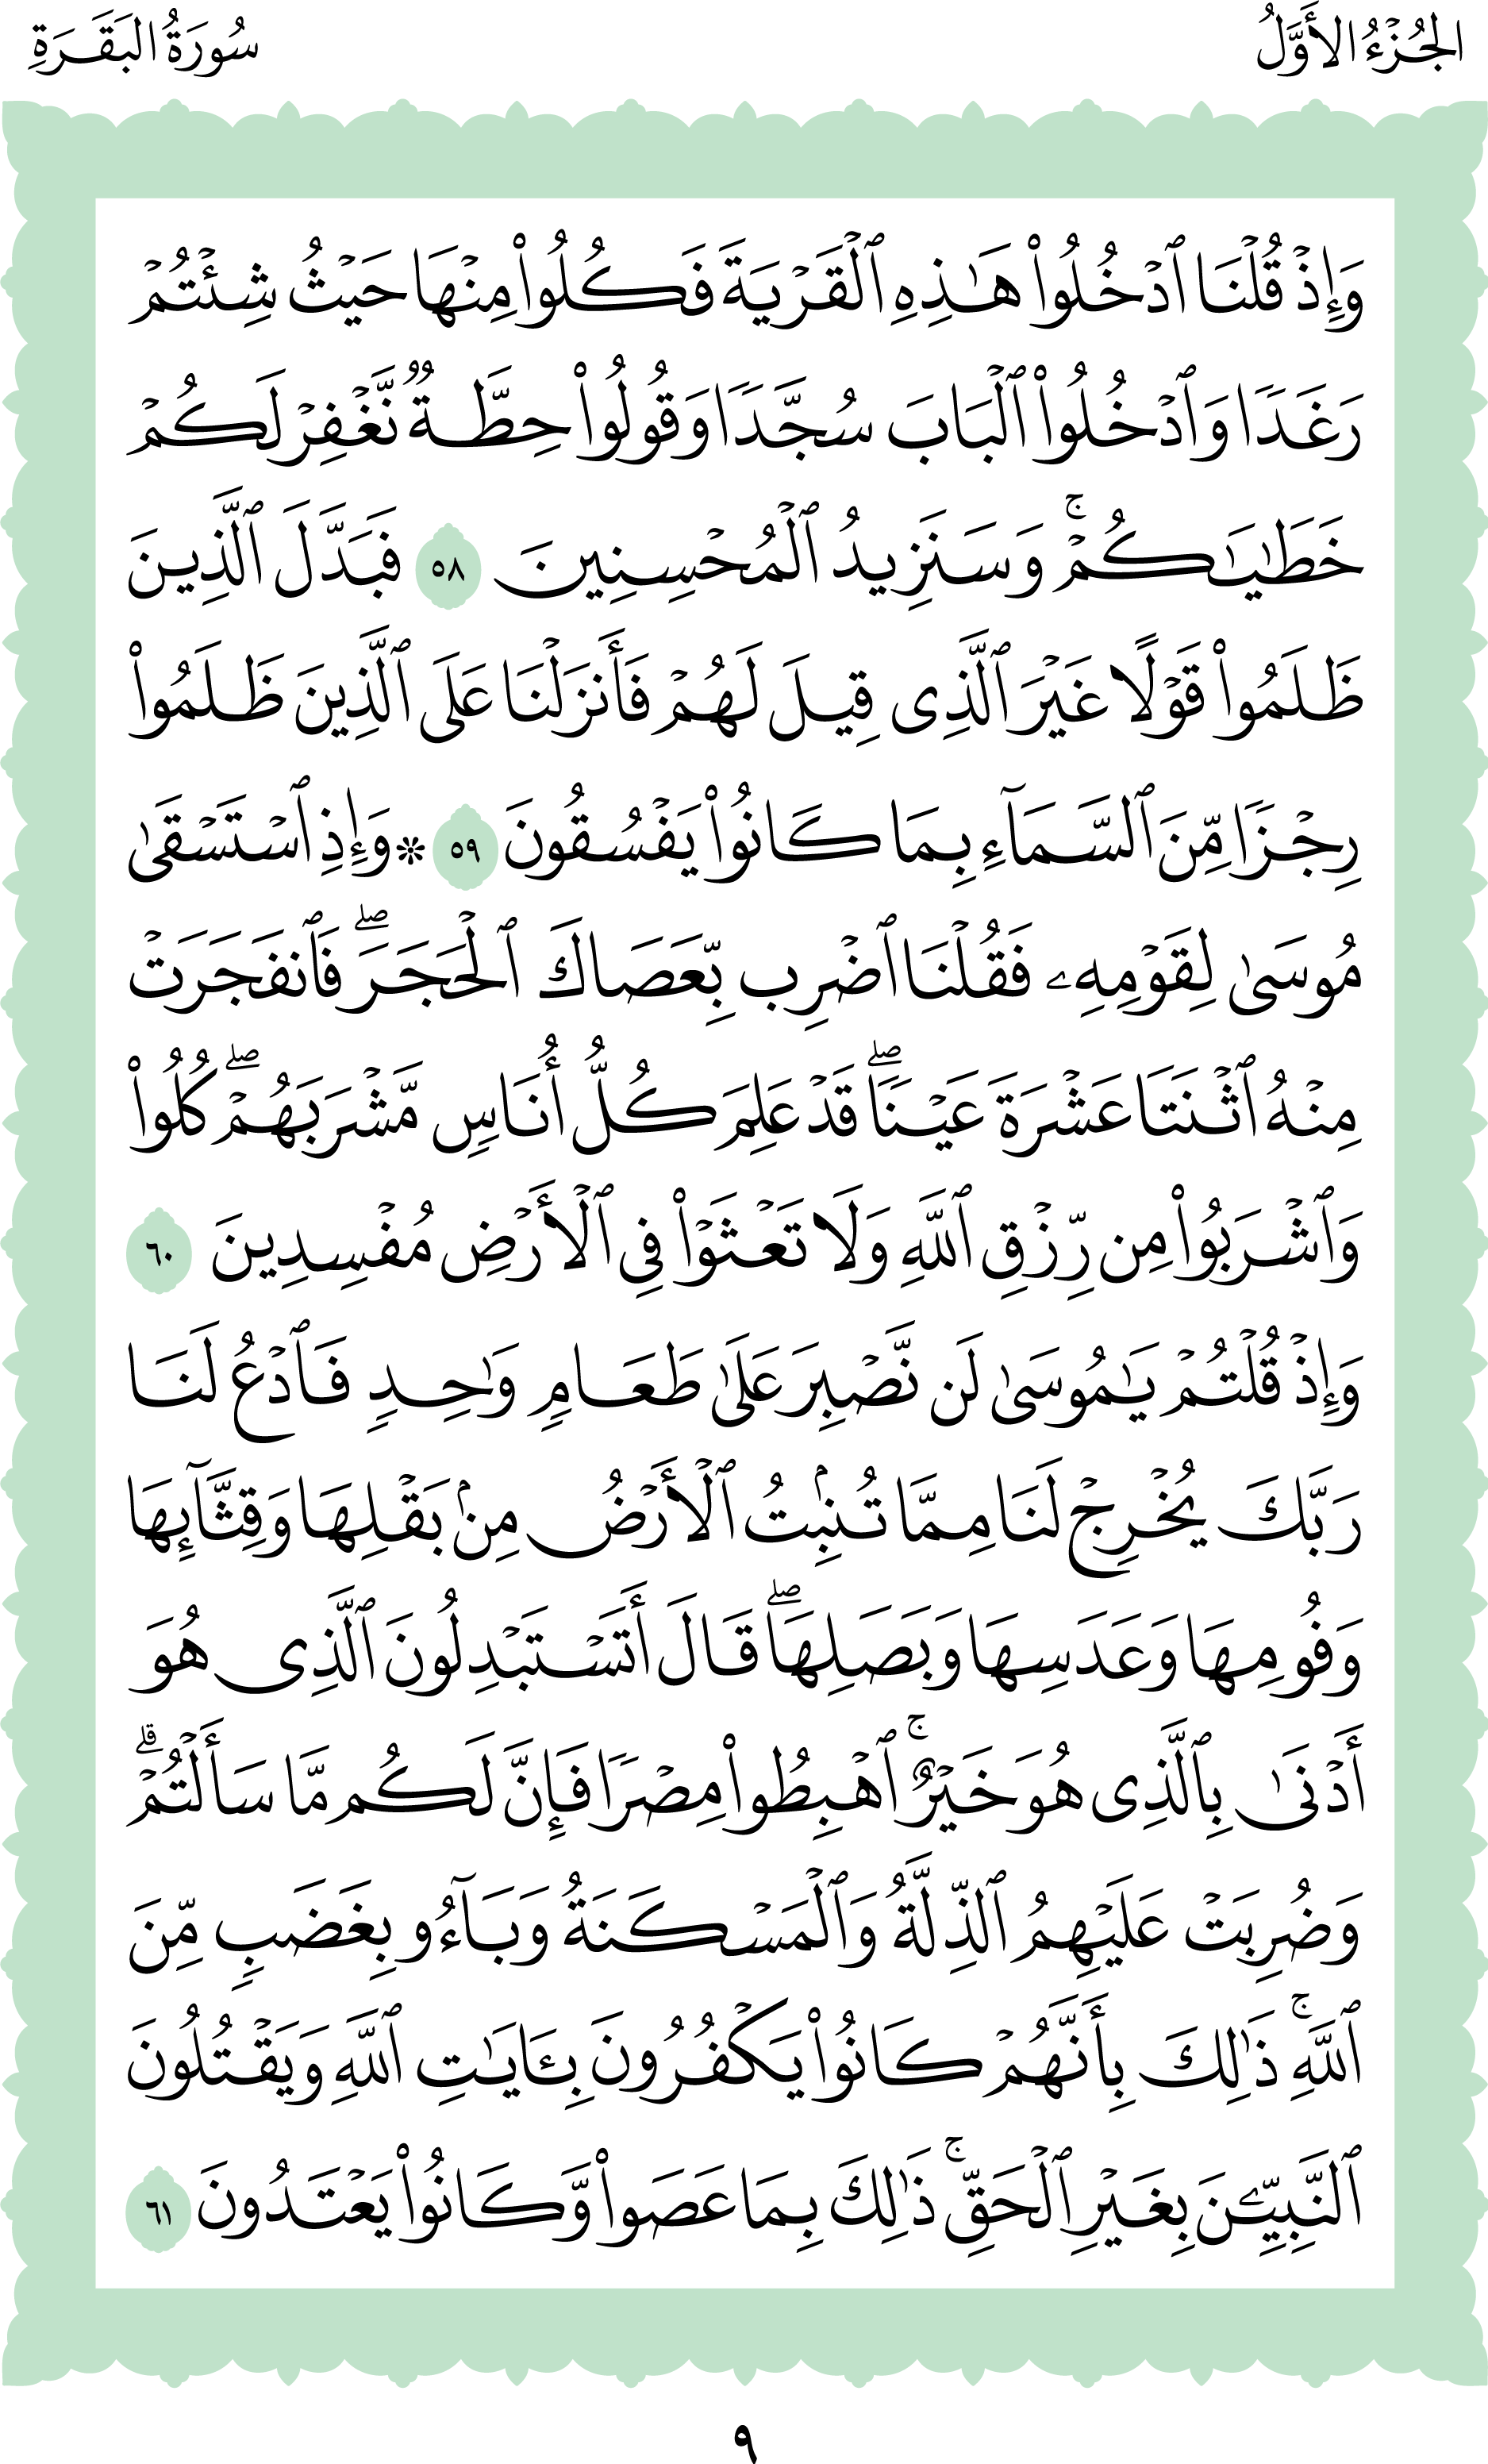 الجُزْءُ الأَوَّلُ
سُورَةُ البَقَرَةِ
وَإِذۡ قُلۡنَا ٱدۡخُلُواْ هَٰذِهِ ٱلۡقَرۡيَةَ فَكُلُواْ مِنۡهَا حَيۡثُ شِئۡتُمۡ
رَغَدٗا وَٱدۡخُلُواْ ٱلۡبَابَ سُجَّدٗا وَقُولُواْ حِطَّةٞ نَّغۡفِرۡ لَكُمۡ
خَطَٰيَٰكُمۡۚ وَسَنَزِيدُ ٱلۡمُحۡسِنِينَ ٥٨ فَبَدَّلَ ٱلَّذِينَ
ظَلَمُواْ قَوۡلًا غَيۡرَ ٱلَّذِي قِيلَ لَهُمۡ فَأَنزَلۡنَا عَلَى ٱلَّذِينَ ظَلَمُواْ
رِجۡزٗا مِّنَ ٱلسَّمَآءِ بِمَا كَانُواْ يَفۡسُقُونَ ٥٩ ۞ وَإِذِ ٱسۡتَسۡقَىٰ
مُوسَىٰ لِقَوۡمِهِۦ فَقُلۡنَا ٱضۡرِب بِّعَصَاكَ ٱلۡحَجَرَۖ فَٱنفَجَرَتۡ
مِنۡهُ ٱثۡنَتَا عَشۡرَةَ عَيۡنٗاۖ قَدۡ عَلِمَ كُلُّ أُنَاسٖ مَّشۡرَبَهُمۡۖ كُلُواْ
وَٱشۡرَبُواْ مِن رِّزۡقِ ٱللَّهِ وَلَا تَعۡثَوۡاْ فِي ٱلۡأَرۡضِ مُفۡسِدِينَ ٦٠
وَإِذۡ قُلۡتُمۡ يَٰمُوسَىٰ لَن نَّصۡبِرَ عَلَىٰ طَعَامٖ وَٰحِدٖ فَٱدۡعُ لَنَا
رَبَّكَ يُخۡرِجۡ لَنَا مِمَّا تُنۢبِتُ ٱلۡأَرۡضُ مِنۢ بَقۡلِهَا وَقِثَّآئِهَا
وَفُومِهَا وَعَدَسِهَا وَبَصَلِهَاۖ قَالَ أَتَسۡتَبۡدِلُونَ ٱلَّذِي هُوَ
أَدۡنَىٰ بِٱلَّذِي هُوَ خَيۡرٌۚ ٱهۡبِطُواْ مِصۡرٗا فَإِنَّ لَكُم مَّا سَأَلۡتُمۡۗ
وَضُرِبَتۡ عَلَيۡهِمُ ٱلذِّلَّةُ وَٱلۡمَسۡكَنَةُ وَبَآءُو بِغَضَبٖ مِّنَ
ٱللَّهِۚ ذَٰلِكَ بِأَنَّهُمۡ كَانُواْ يَكۡفُرُونَ بِـَٔايَٰتِ ٱللَّهِ وَيَقۡتُلُونَ
ٱلنَّبِيِّـۧنَ بِغَيۡرِ ٱلۡحَقِّۚ ذَٰلِكَ بِمَا عَصَواْ وَّكَانُواْ يَعۡتَدُونَ ٦١
٩